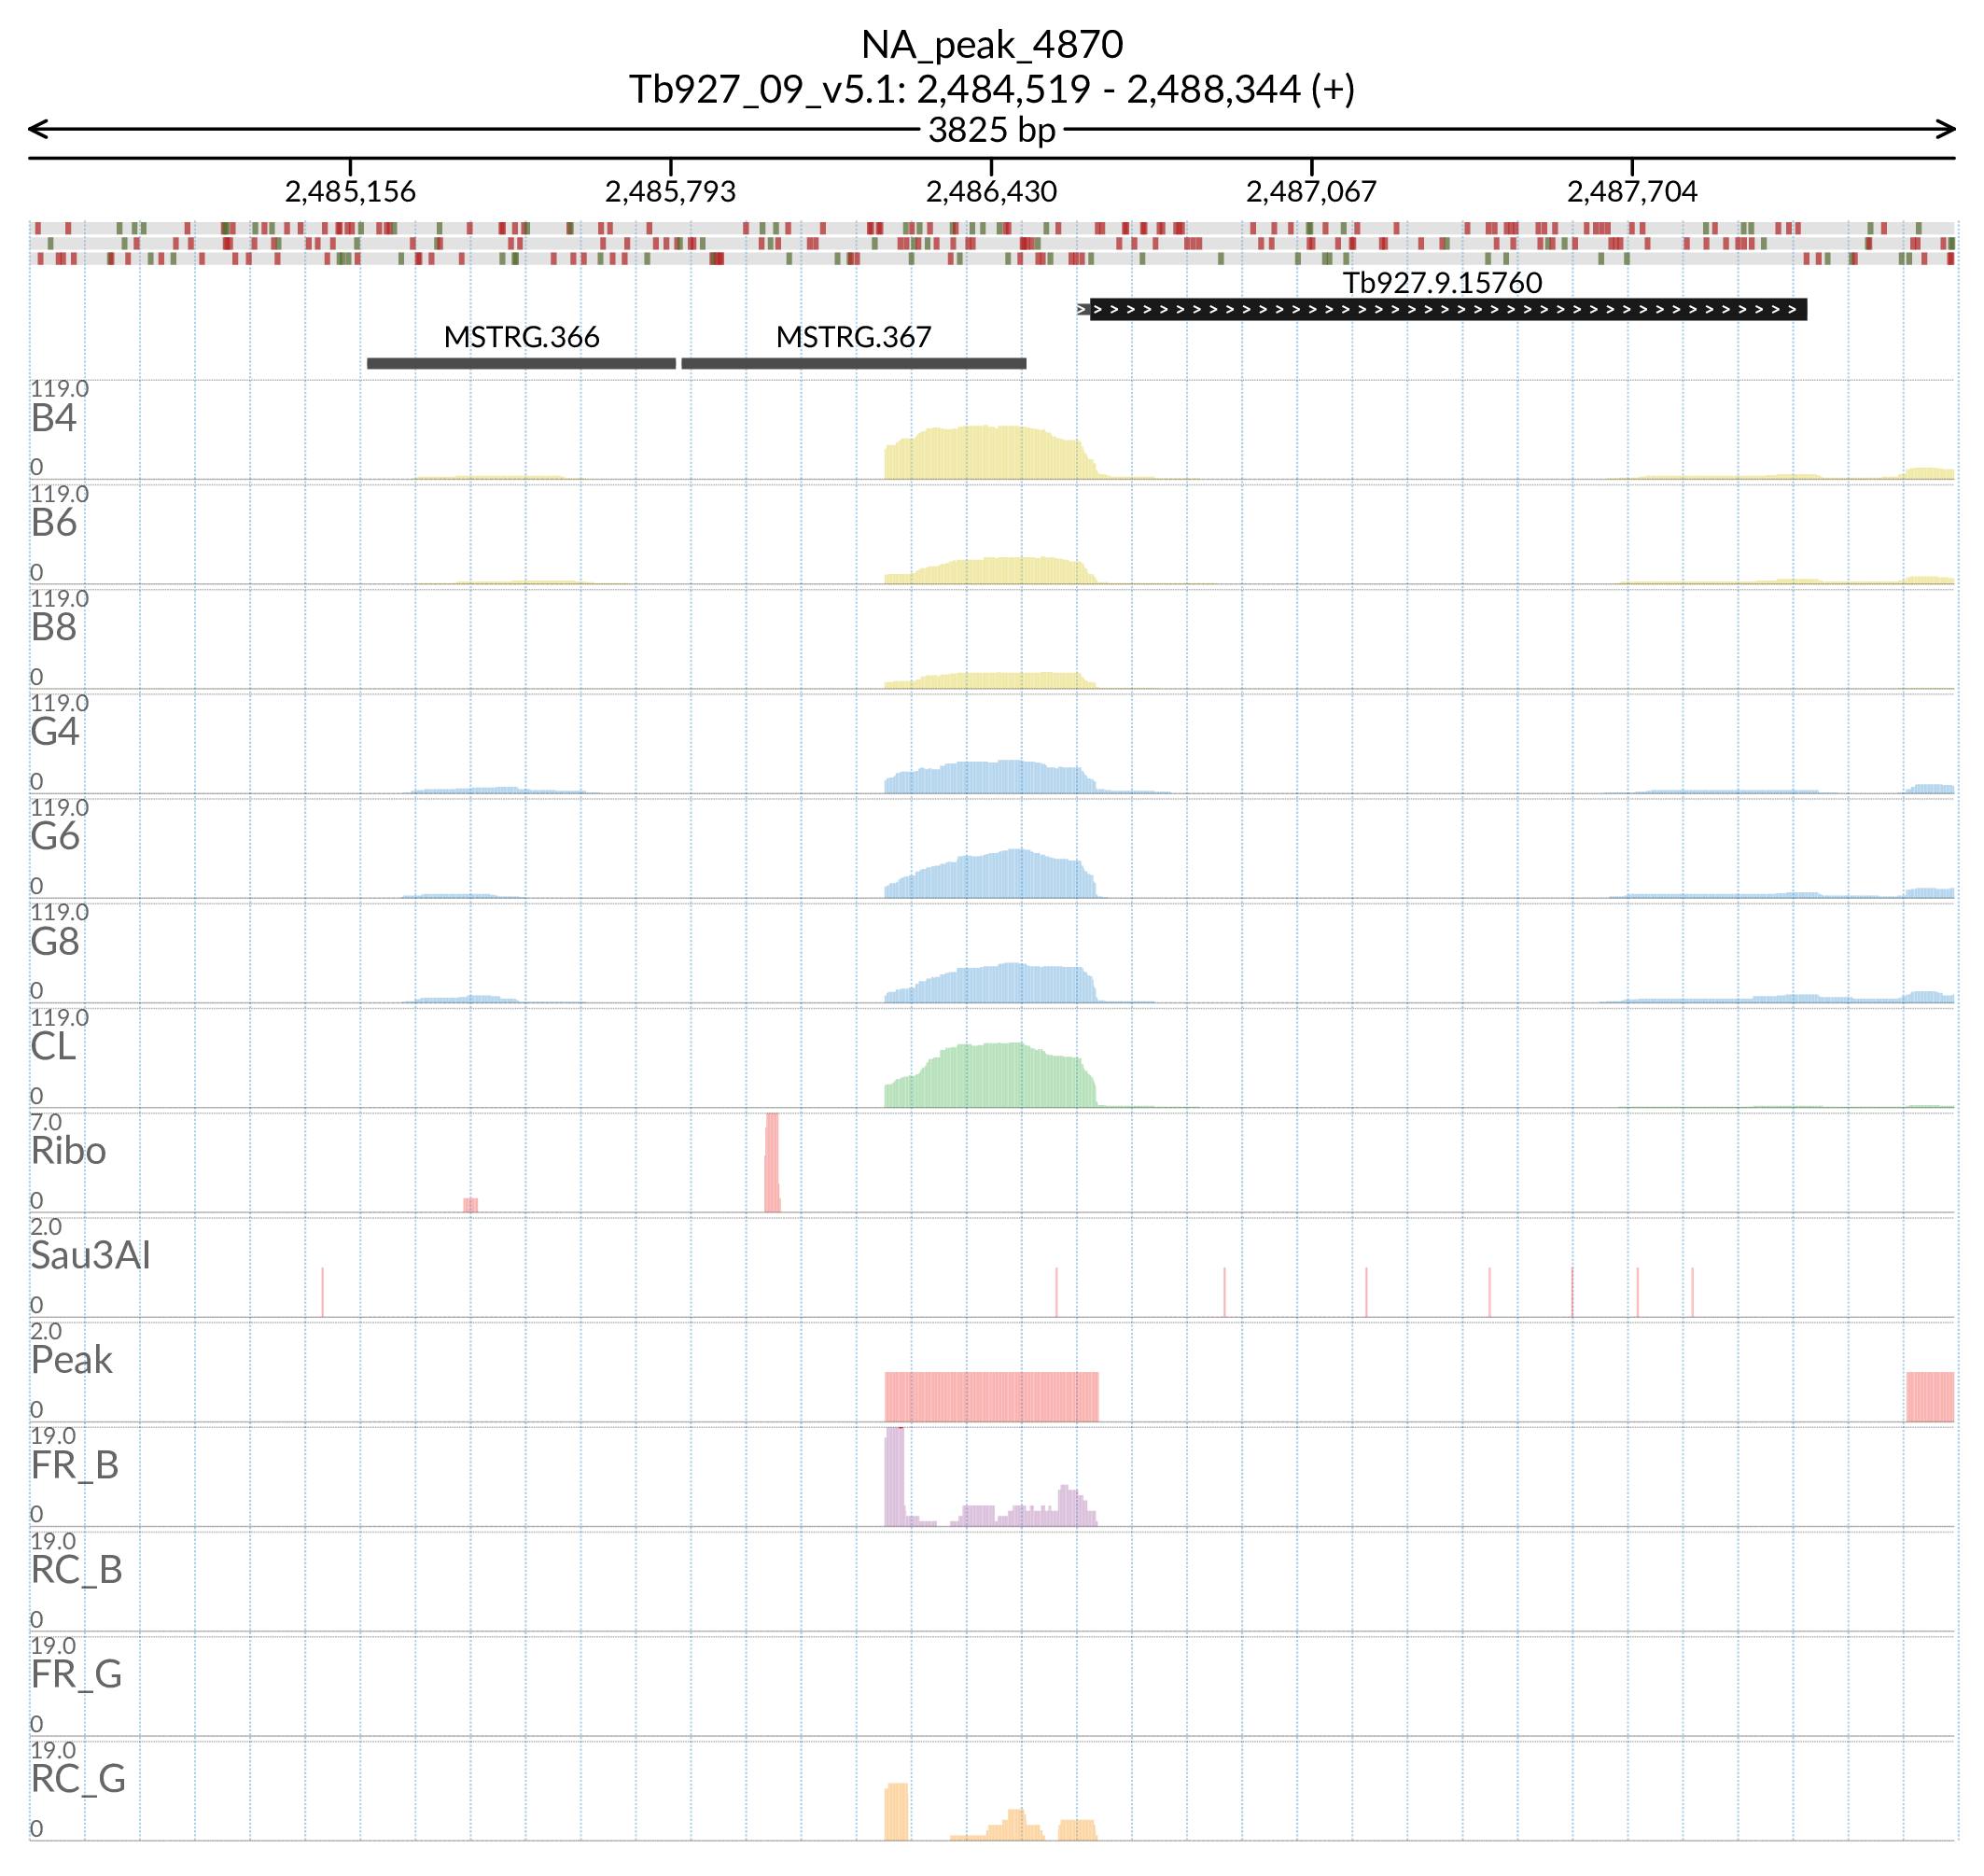 NA_peak_4870
Tb927_09_v5.1: 2,484,519 - 2,488,344 (+)
3825 bp
2,485,156 2,485,793 2,486,430 2,487,067 2,487,704
Tb927.9.15760
MSTRG.366 MSTRG.367
119.0
B4
0
119.0
B6
0
119.0
B8
0
119.0
G4
0
119.0
G6
0
119.0
G8
0
119.0
CL
0
7.0
Ribo
0
2.0
Sau3AI
0
2.0
Peak
0
19.0
FR_B
0
19.0
RC_B
0
19.0
FR_G
0
19.0
RC_G
0